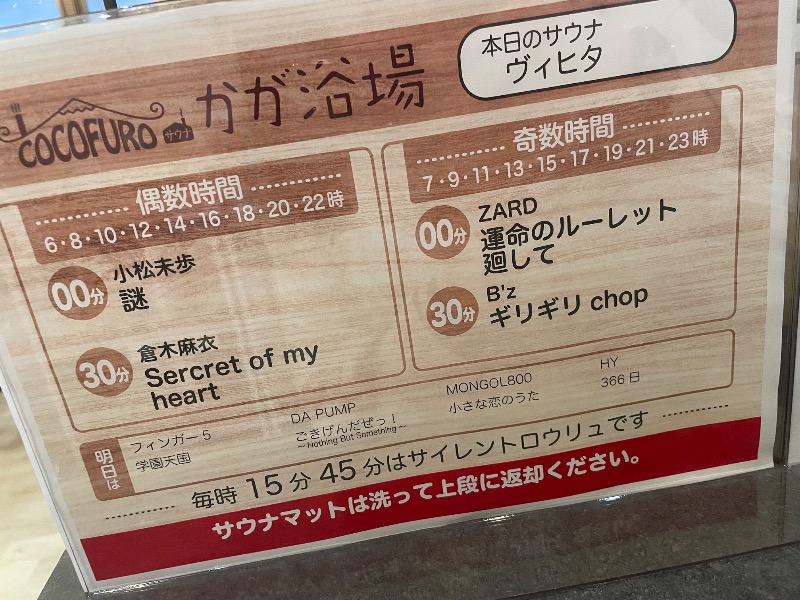 COCOFURO サウナ かが浴場
本日のサウナ
ヴィヒタ
偶数時間
6・8・10・12・14・16・18・20・22時
00分
小松未歩
謎
30分
倉木麻衣
Sercret of my
heart
奇数時間
7・9・11・13・15・17・19・21・23時
00分
ZARD
運命のルーレット
廻して
30分
B'z
ギリギリ chop
明日は
フィンガー5
学園天国
DA PUMP
ごきげんだぜっ！
～Nothing But Something～
MONGOL800
小さな恋のうた
HY
366日
毎時15分45分はサイレントロウリュです
サウナマットは洗って上段に返却ください。